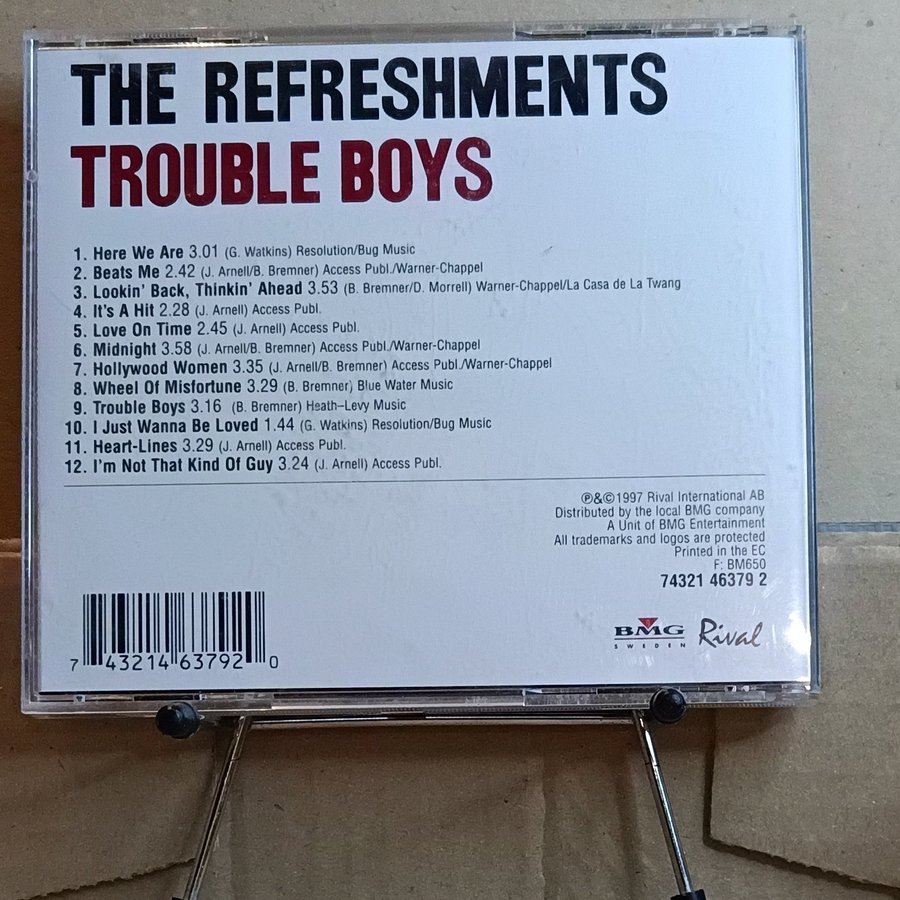 THE REFRESHMENTS
TROUBLE BOYS
1. Here We Are 3.01 (G. Watkins) Resolution/Bug Music
2. Beats Me 2.42 (J. Arnell/B. Bremner) Access Publ./Warner-Chappel
3. Lookin' Back, Thinkin' Ahead 3.53 (B. Bremner/D. Morrell) Warner-Chappel/La Casa de La Twang
4. It's A Hit 2.28 (J. Arnell) Access Publ.
5. Love On Time 2.45 (J. Arnell) Access Publ.
6. Midnight 3.58 (J. Arnell/B. Bremner) Access Publ./Warner-Chappel
7. Hollywood Women 3.35 (J. Arnell/B. Bremner) Access Publ./Warner-Chappel
8. Wheel Of Misfortune 3.29 (B. Bremner) Blue Water Music
9. Trouble Boys 3.16 (B. Bremner) Heath–Levy Music
10. I Just Wanna Be Loved 1.44 (G. Watkins) Resolution/Bug Music
11. Heart-Lines 3.29 (J. Arnell) Access Publ.
12. I'm Not That Kind Of Guy 3.24 (J. Arnell) Access Publ.
℗&©1997 Rival International AB
Distributed by the local BMG company
A Unit of BMG Entertainment
All trademarks and logos are protected
Printed in the EC
F: BM650
74321 46379 2
BMG Rival
SWEDEN
7 43214 63792 0